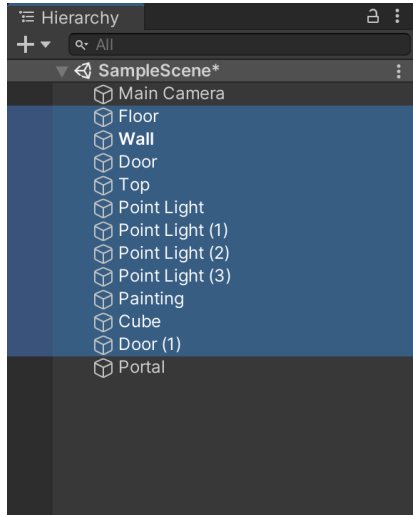 Hierarchy
All
SampleScene*
Main Camera
Floor
Wall
Door
Top
Point Light
Point Light (1)
Point Light (2)
Point Light (3)
Painting
Cube
Door (1)
Portal